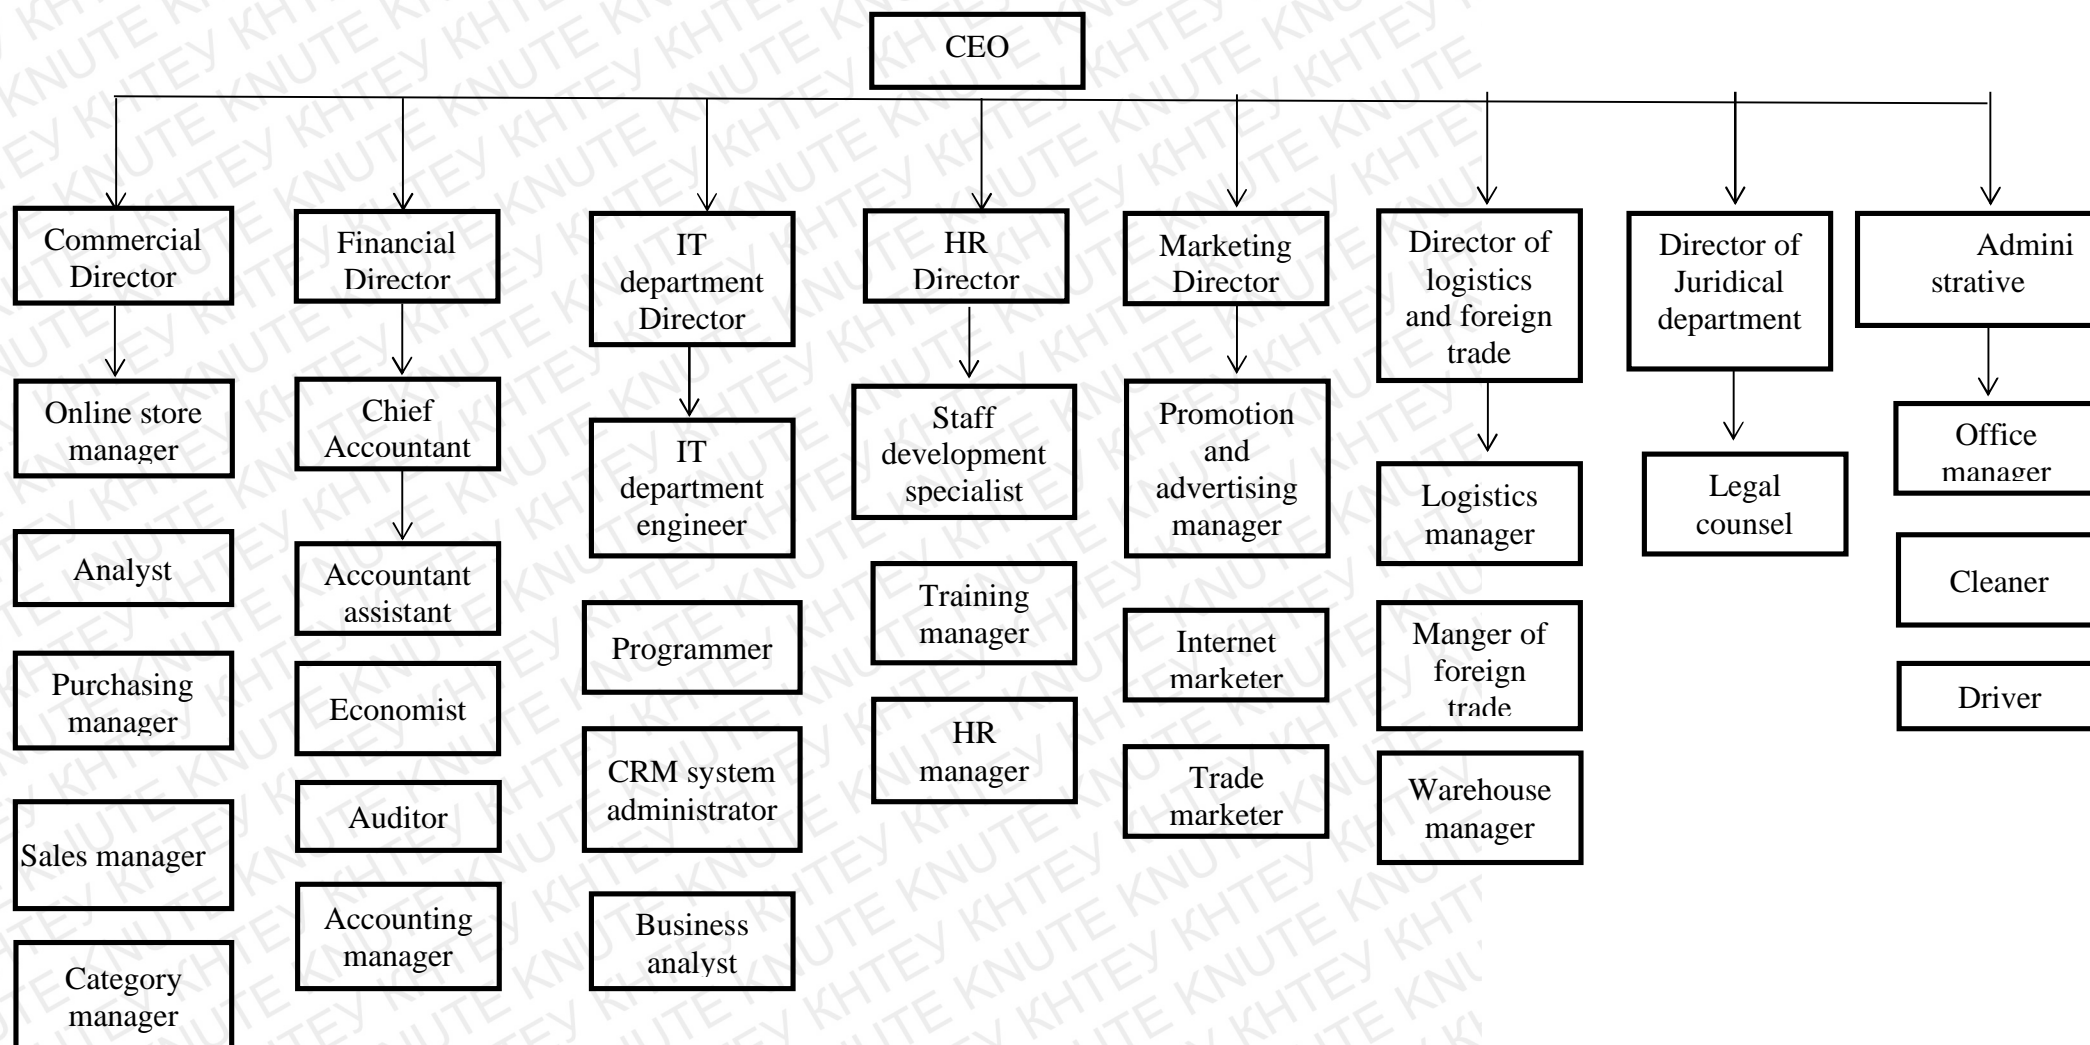 CEO
Commercial
Director
Financial
Director
IT
department
Director
HR
Director
Marketing
Director
Director of
logistics
and foreign
trade
Director of
Juridical
department
Admini
strative
Online store
manager
Analyst
Purchasing
manager
Sales manager
Category
manager
Chief
Accountant
Accountant
assistant
Economist
Auditor
Accounting
manager
IT
department
engineer
Programmer
CRM system
administrator
Business
analyst
Staff
development
specialist
Training
manager
HR
manager
Promotion
and
advertising
manager
Internet
marketer
Trade
marketer
Logistics
manager
Manger of
foreign
trade
Warehouse
manager
Legal
counsel
Office
manager
Cleaner
Driver